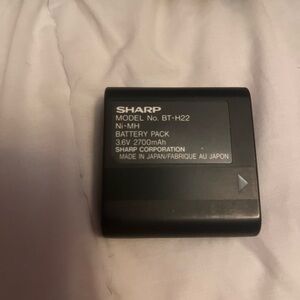 SHARP
MODEL No. BT-H22
Ni-MH
BATTERY PACK
3.6V 2700mAh
SHARP CORPORATION
MADE IN JAPAN/FABRIQUE AU JAPON